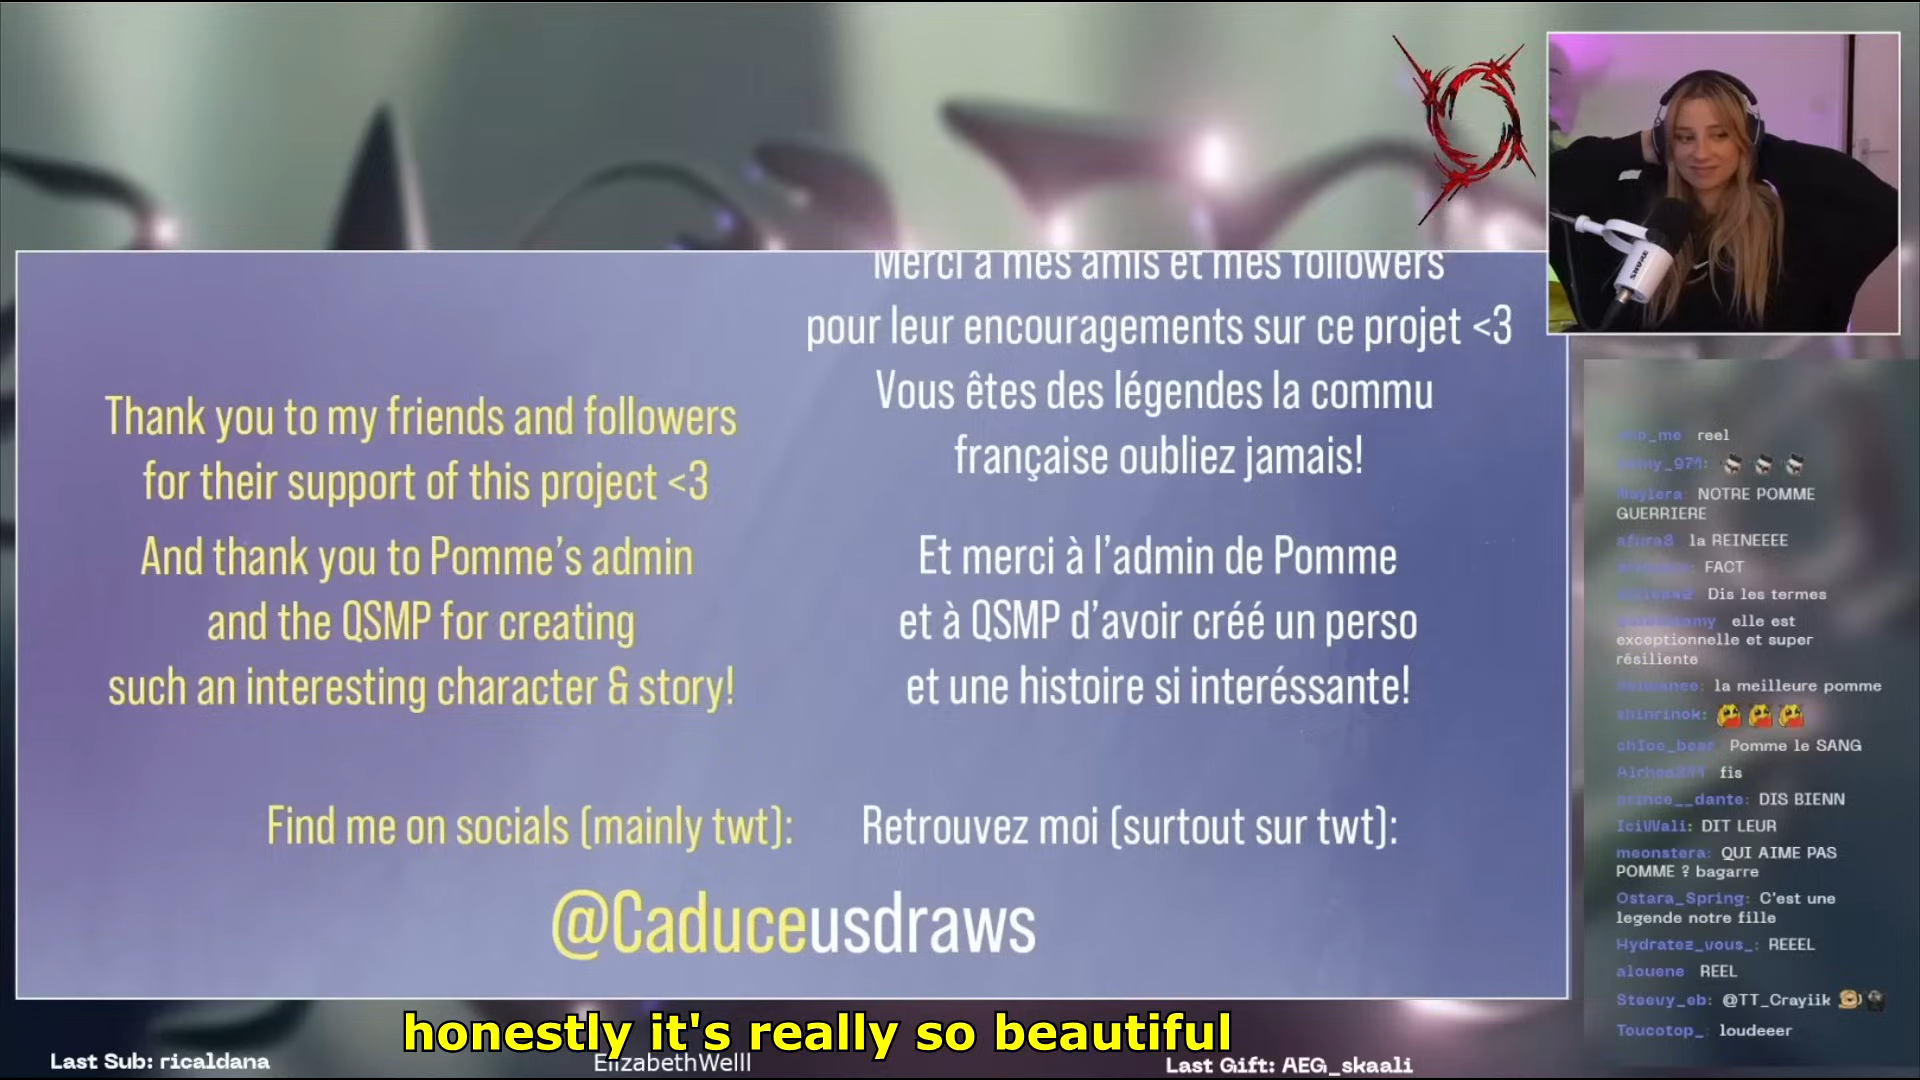 Merci à mes amis et mes followers
pour leur encouragements sur ce projet <3
Vous êtes des légendes la commu
française oubliez jamais!
Et merci à l'admin de Pomme
et à QSMP d'avoir créé un perso
et une histoire si interéssante!
Thank you to my friends and followers
for their support of this project <3
And thank you to Pomme's admin
and the QSMP for creating
such an interesting character & story!
Find me on socials (mainly twt):
Retrouvez moi (surtout sur twt):
@Caduceusdraws
SHURE
reel
NOTRE POMME
GUERRIERE
afura8 la REINEEEE
FACT
Dis les termes
elle est
exceptionnelle et super
résiliente
la meilleure pomme
shinrinok:
chloe_bear Pomme le SANG
fis
prince__dante: DIS BIENN
IciWali: DIT LEUR
meonstera: QUI AIME PAS
POMME ? bagarre
Ostara_Spring: C'est une
legende notre fille
Hydratez_vous_: REEEL
alouene REEL
Steevy_eb: @TT_Crayiik
Toucotop_: loudeeer
honestly it's really so beautiful
Last Sub: ricaldana
ElizabethWelll
Last Gift: AEG_skaali